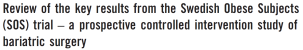 Review of the key results from the Swedish Obese Subjects
(SOS) trial – a prospective controlled intervention study of
bariatric surgery